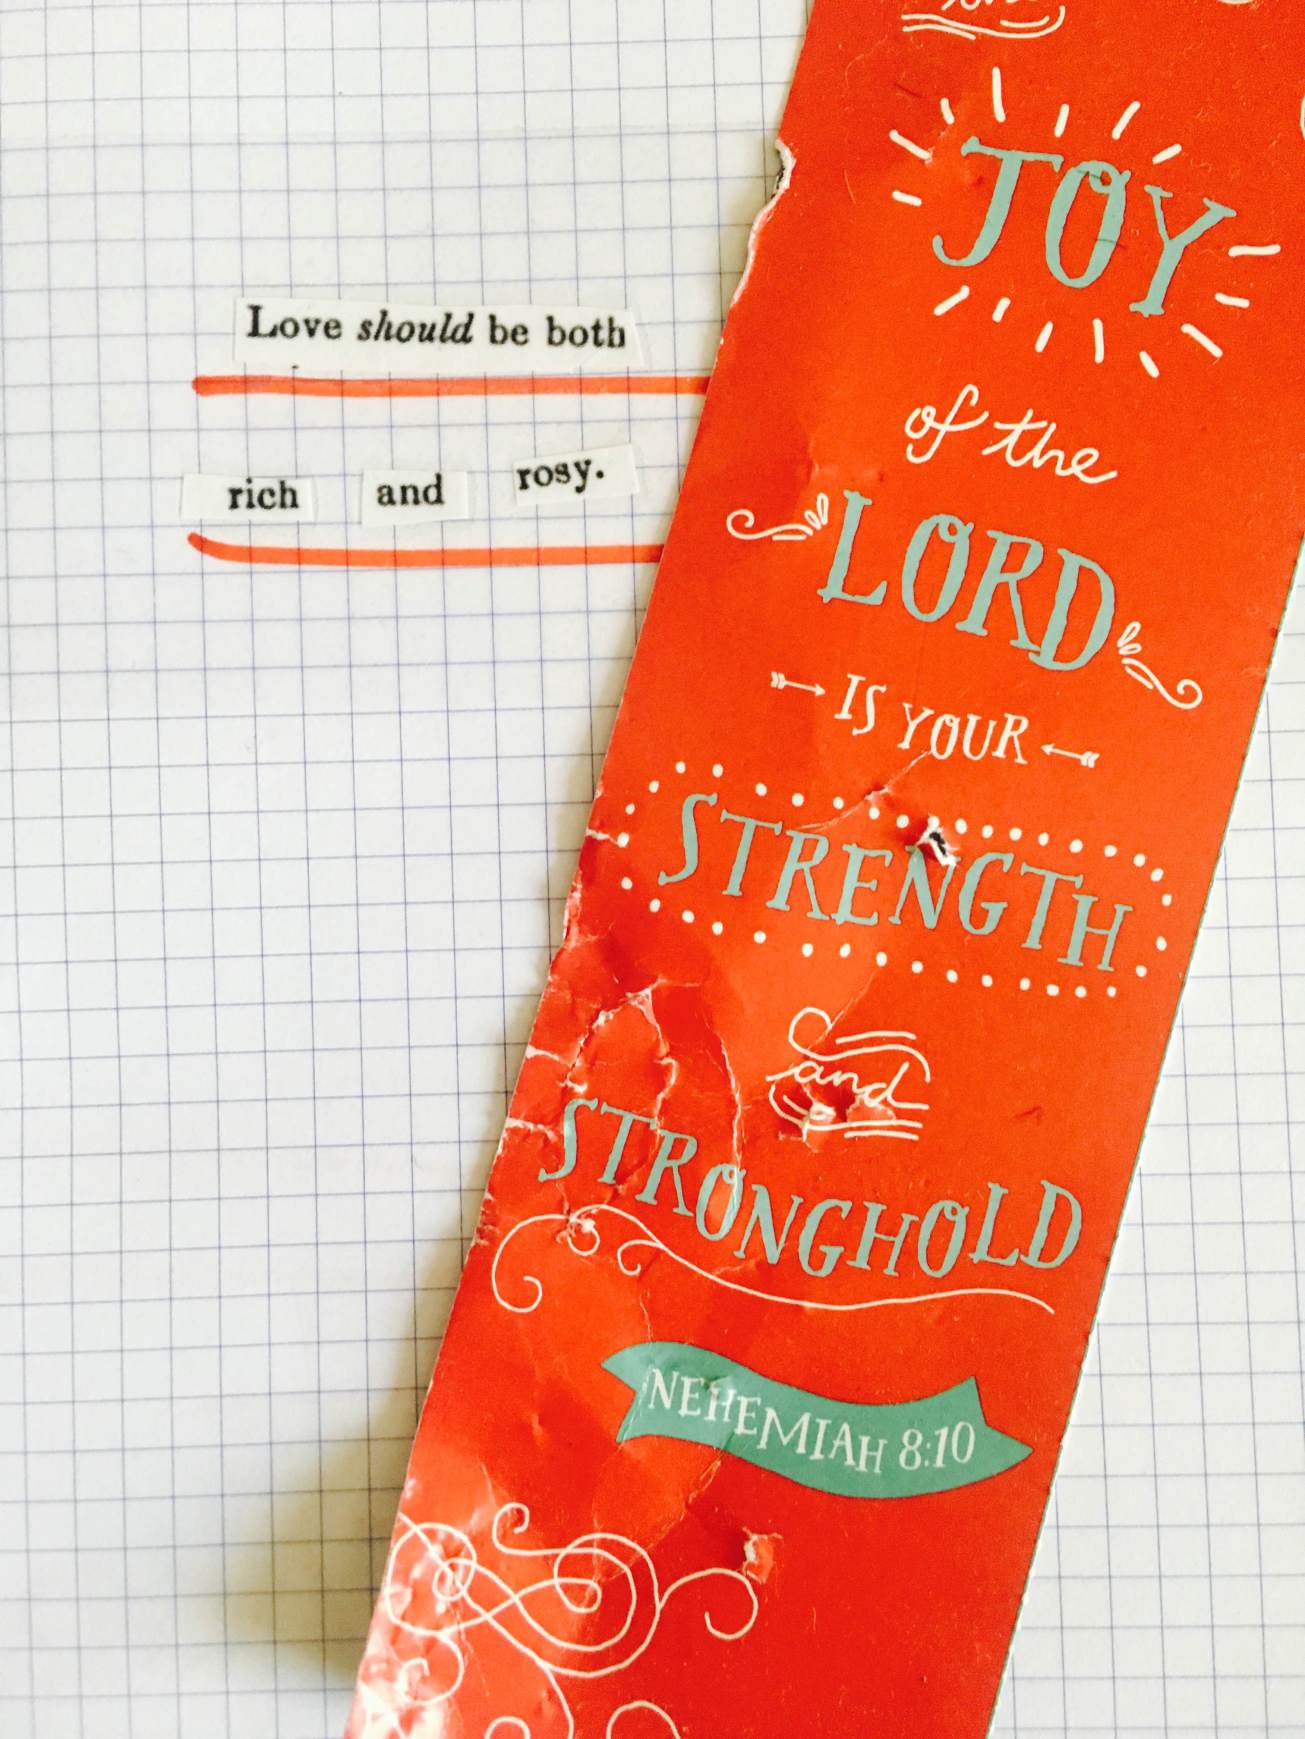 Love should be both
rich and rosy.
JOY
of the
LORD
IS YOUR
STRENGTH
and
STRONGHOLD
NEHEMIAH 8:10